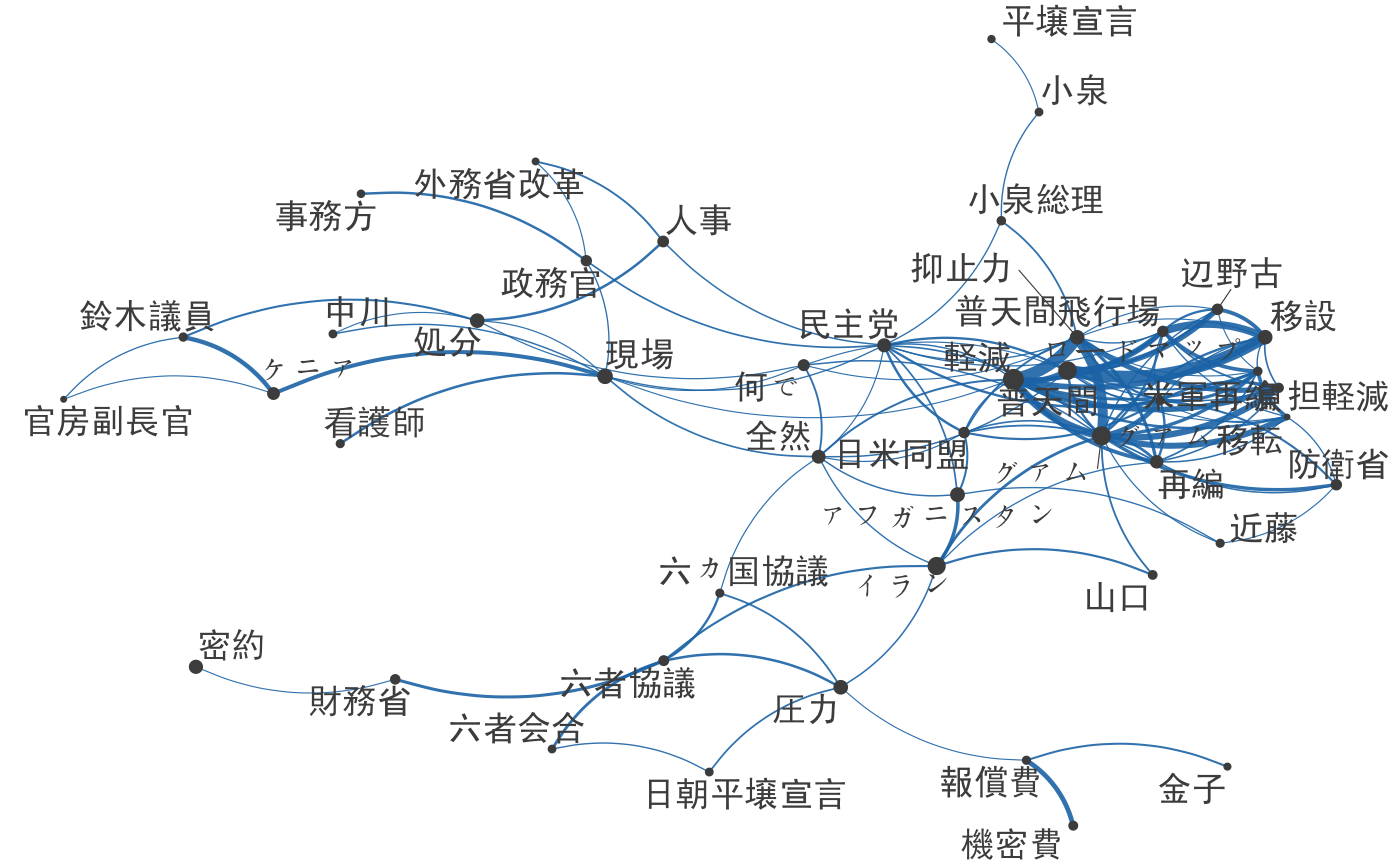 平壌宣言
小泉
外務省改革
事務方
小泉総理
人事
抑止力
辺野古
政務官
鈴木議員
中川
普天間飛行場
移設
民主党
処分
現場
軽減
ロードマップ
ケニア
何で
普天間
米軍再編
担軽減
官房副長官
看護師
全然
日米同盟
グアム移転
グアム
防衛省
再編
アフガニスタン
近藤
六カ国協議
イラン
山口
密約
財務省
六者協議
圧力
六者会合
日朝平壌宣言
報償費
金子
機密費